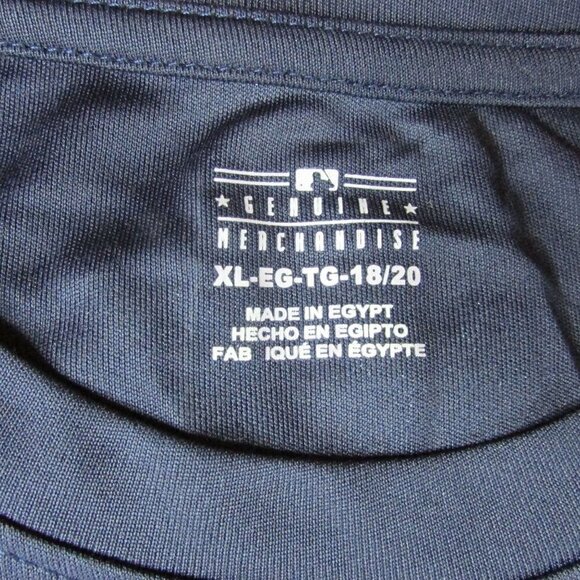 ★ GENUINE ★
MERCHANDISE
XL-EG-TG-18/20
MADE IN EGYPT
HECHO EN EGIPTO
FAB IQUÉ EN ÉGYPTE